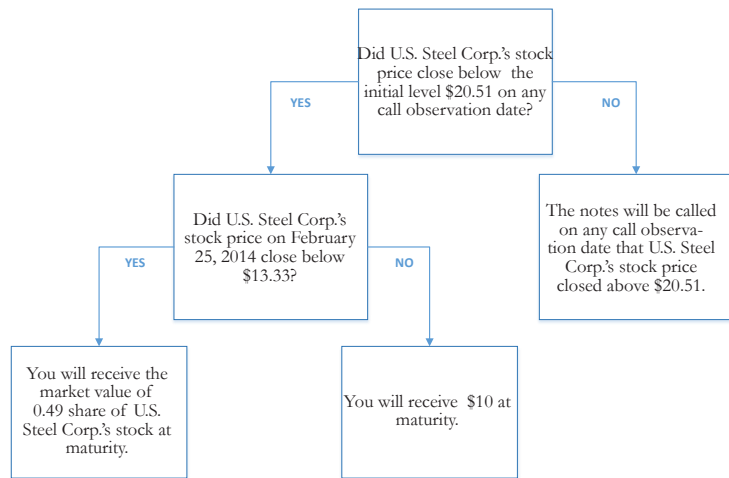 Did U.S. Steel Corp.'s stock
price close below the
initial level $20.51 on any
call observation date?
YES
NO
Did U.S. Steel Corp.'s
stock price on February
25, 2014 close below
$13.33?
The notes will be called
on any call observa-
tion date that U.S. Steel
Corp.'s stock price
closed above $20.51.
YES
NO
You will receive the
market value of
0.49 share of U.S.
Steel Corp.'s stock at
maturity.
You will receive $10 at
maturity.